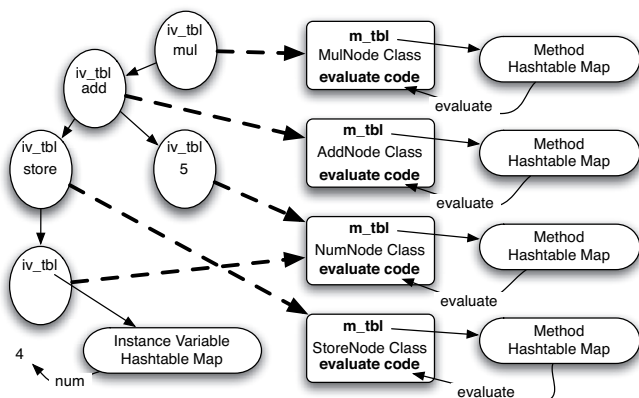 iv_tbl
mul
iv_tbl
add
iv_tbl
store
iv_tbl
5
iv_tbl
4
num
Instance Variable
Hashtable Map
m_tbl
MulNode Class
evaluate code
Method
Hashtable Map
evaluate
m_tbl
AddNode Class
evaluate code
Method
Hashtable Map
evaluate
m_tbl
NumNode Class
evaluate code
Method
Hashtable Map
evaluate
m_tbl
StoreNode Class
evaluate code
Method
Hashtable Map
evaluate